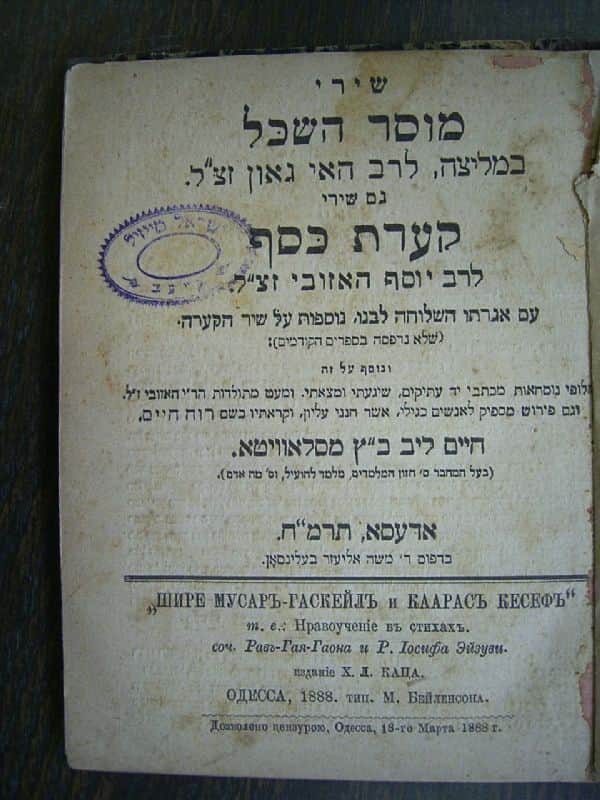 שירי
מוסר השכל
במליצה, לרב האי גאון זצ"ל.
גם שירי
קערת כסף
לרב יוסף האזובי זצ"ל.
עם אגרתו השלוחה לבנו, נוספות על שיר הקערה.
(שלא נדפסה בספרים הקודמים):
ונוסף על זה
נוסחאות מכתבי יד עתיקים, שיגעתי ומצאתי. ומעט מתולדות הר"י האזובי ז"ל.
וגם פירוש מספיק לאנשים כגילי, אשר חנני עליון, וקראתיו בשם רוח חיים,
חיים ליב כ"ץ מסלאוויטא.
(בעל המחבר ס' חזון המלמדים, מלמד להועיל, וס' מה אדם).
אדעסא, תרמ"ח.
בדפוס ר' משה אליעזר בעלינסאן.
„ШИРЕ МУСАРЪ-ГАСКЕЙЛЪ и КААРАСЪ КЕСЕФЪ“
т. е.: Нравоученіе въ стихахъ.
соч. Равъ-Гая-Гаона и Р. Іосифа Эйзуви.
изданіе Х. Л. КАЦА.
ОДЕССА, 1888. тип. М. Бейленсона.
Дозволено цензурою, Одесса, 18-го Марта 1888 г.
ישראל